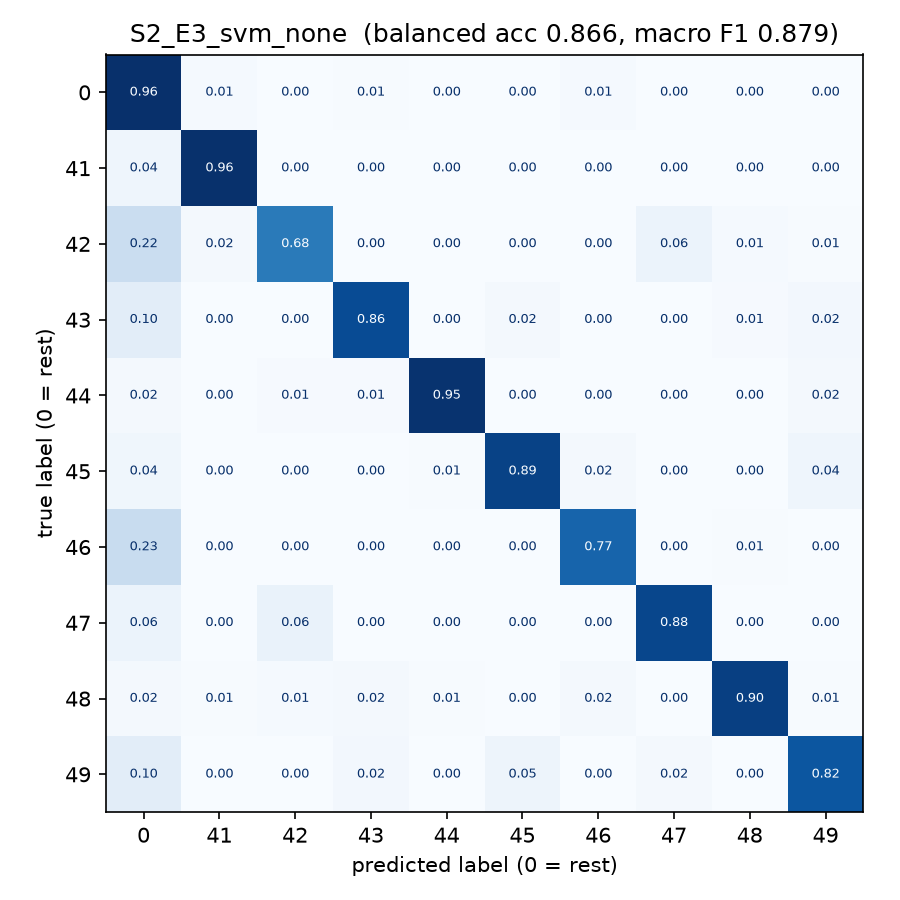 S2_E3_svm_none (balanced acc 0.866, macro F1 0.879)
0 0.96 0.01 0.00 0.01 0.00 0.00 0.01 0.00 0.00 0.00
41 0.04 0.96 0.00 0.00 0.00 0.00 0.00 0.00 0.00 0.00
42 0.22 0.02 0.68 0.00 0.00 0.00 0.00 0.06 0.01 0.01
43 0.10 0.00 0.00 0.86 0.00 0.02 0.00 0.00 0.01 0.02
44 0.02 0.00 0.01 0.01 0.95 0.00 0.00 0.00 0.00 0.02
45 0.04 0.00 0.00 0.00 0.01 0.89 0.02 0.00 0.00 0.04
46 0.23 0.00 0.00 0.00 0.00 0.00 0.77 0.00 0.01 0.00
47 0.06 0.00 0.06 0.00 0.00 0.00 0.00 0.88 0.00 0.00
48 0.02 0.01 0.01 0.02 0.01 0.00 0.02 0.00 0.90 0.01
49 0.10 0.00 0.00 0.02 0.00 0.05 0.00 0.02 0.00 0.82
0 41 42 43 44 45 46 47 48 49
predicted label (0 = rest)
true label (0 = rest)